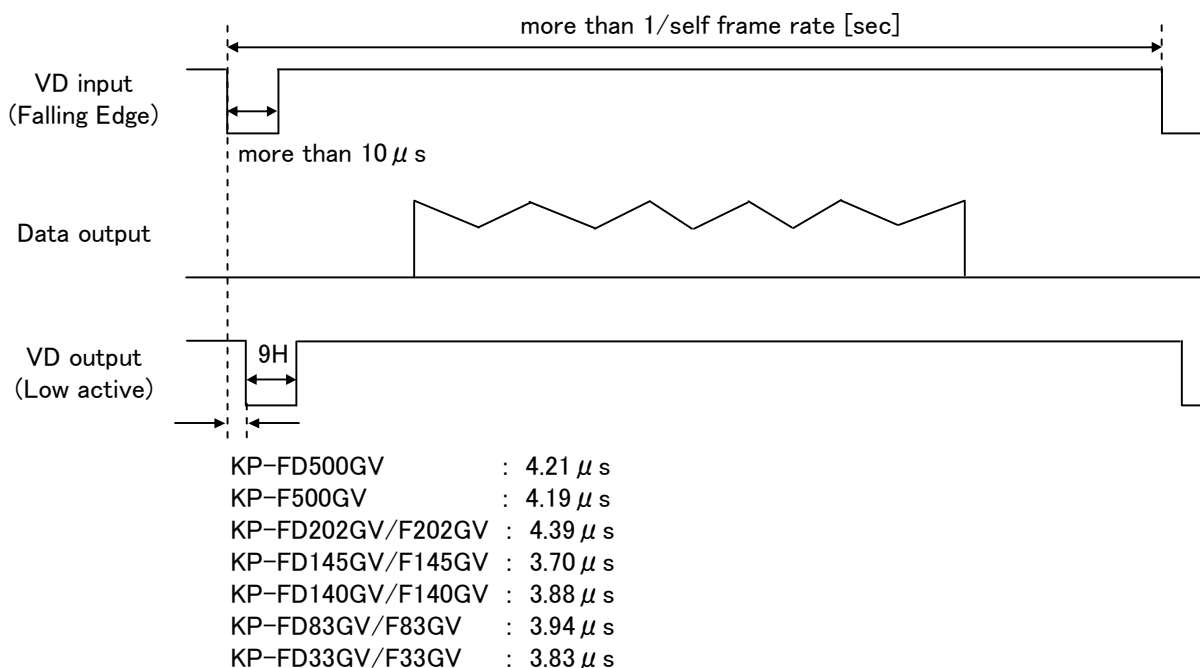 more than 1/self frame rate [sec]
VD input
(Falling Edge)
more than 10 μ s
Data output
VD output
(Low active)
9H
KP-FD500GV : 4.21 μ s
KP-F500GV : 4.19 μ s
KP-FD202GV/F202GV : 4.39 μ s
KP-FD145GV/F145GV : 3.70 μ s
KP-FD140GV/F140GV : 3.88 μ s
KP-FD83GV/F83GV : 3.94 μ s
KP-FD33GV/F33GV : 3.83 μ s